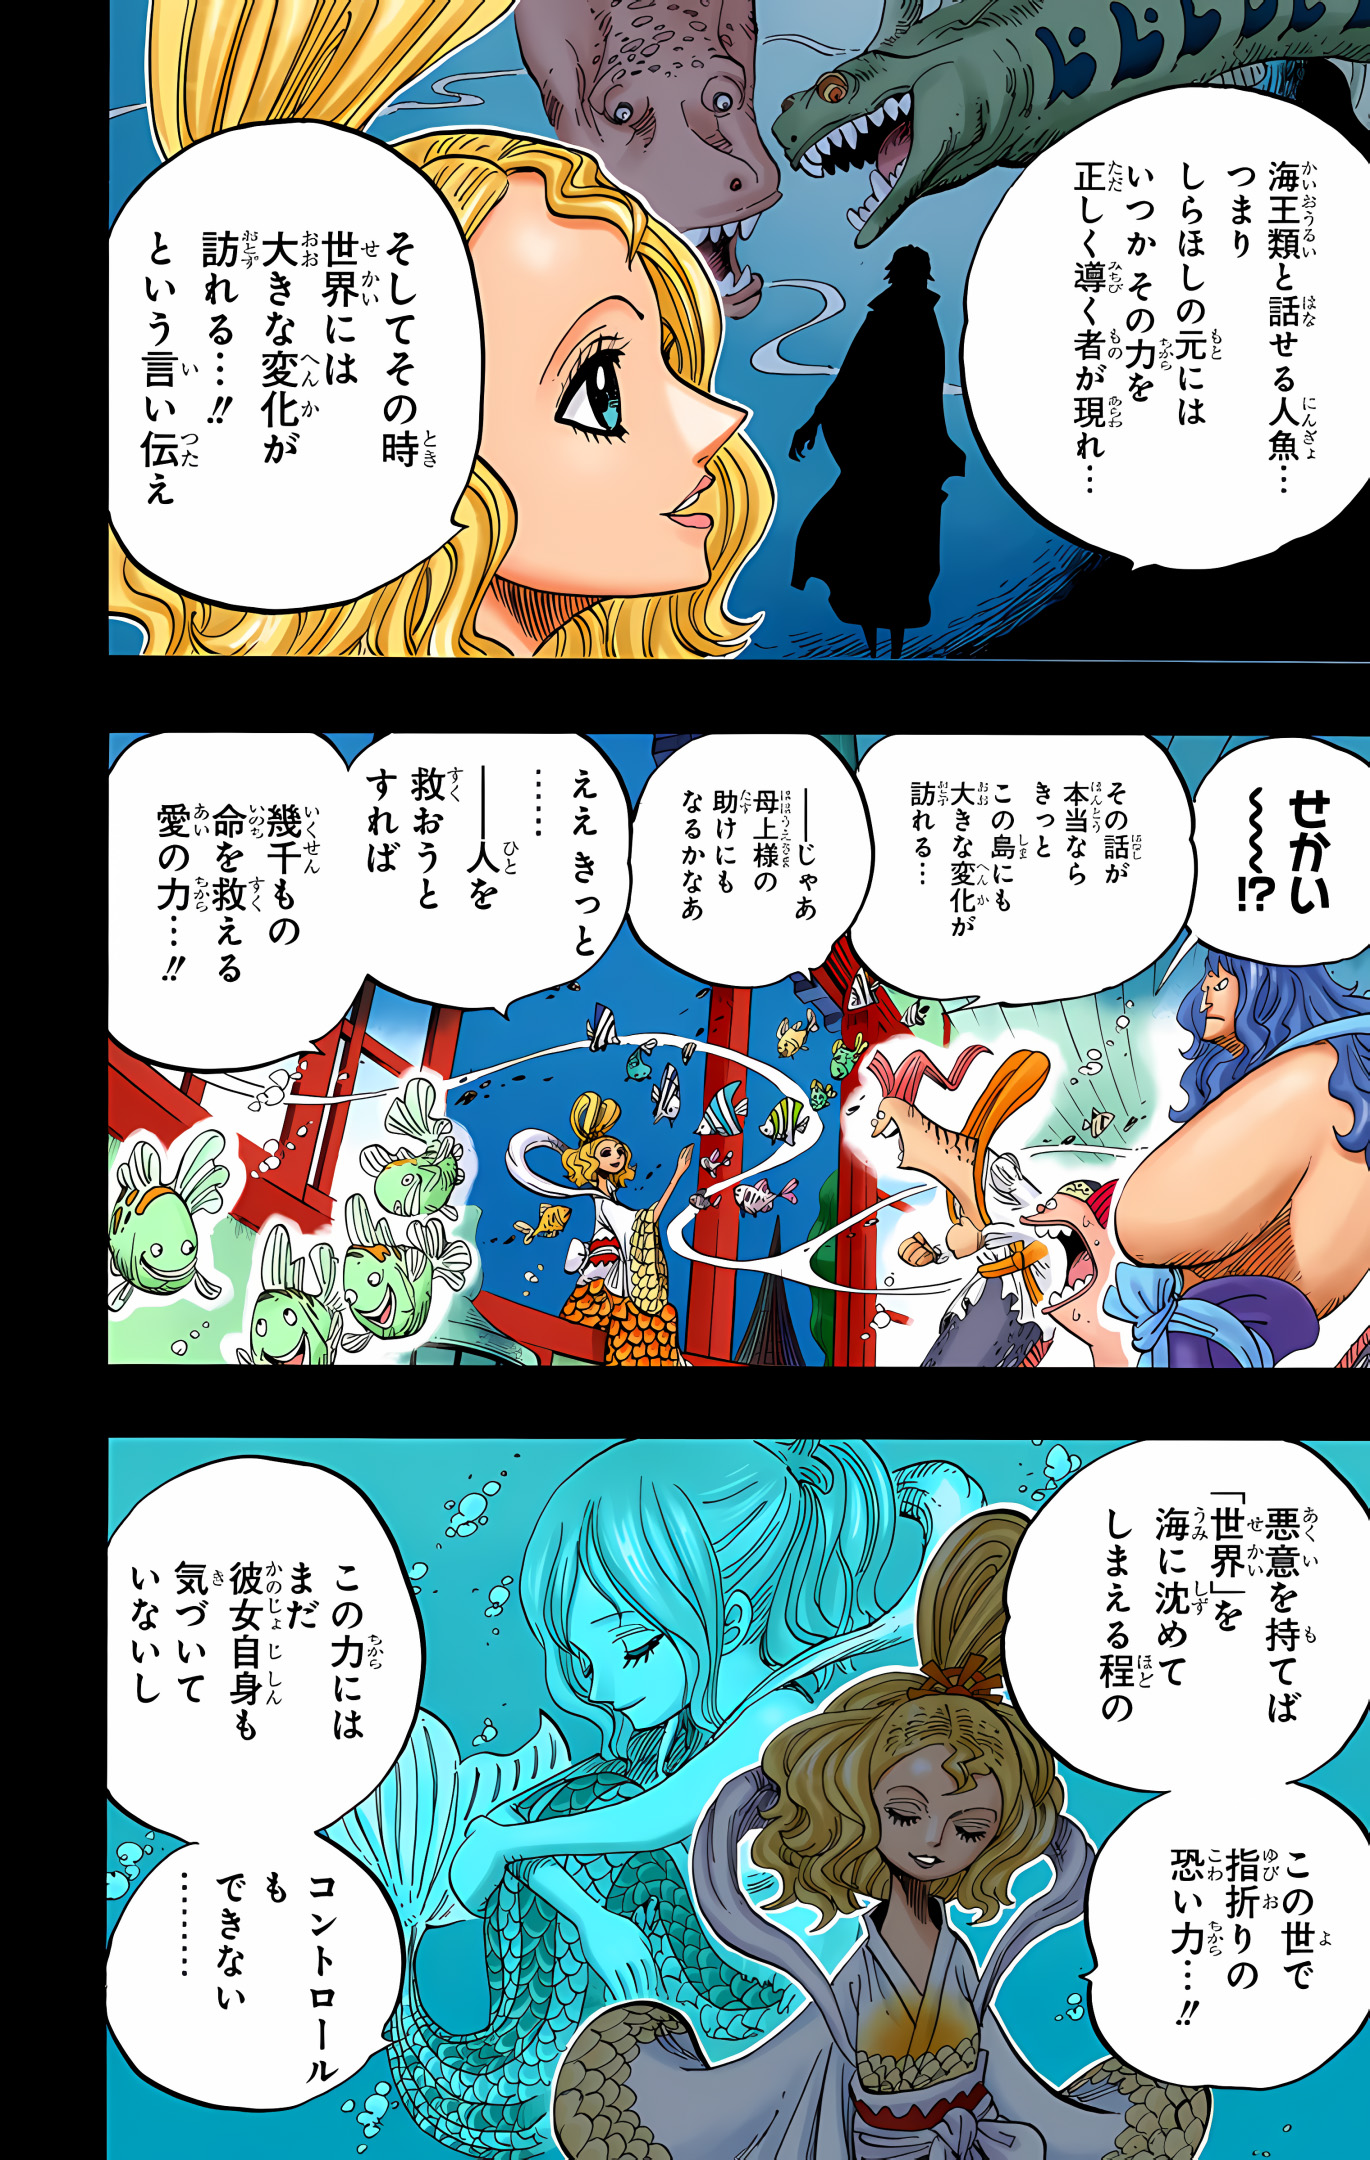 海王類と話せる人魚…
つまり
しらほしの元には
いつか その力を
正しく導く者が現れ…
そしてその時
世界には
大きな変化が
訪れる…!!
という言い伝え
せかい
〜〜〜!?
その話が
本当なら
きっと
この島にも
大きな変化が
訪れる…
──じゃあ
母上様の
助けにも
なるかなあ
ええ きっと
……
──人を
救おうと
すれば
幾千もの
命を救える
愛の力…!!
悪意を持てば
「世界」を
海に沈めて
しまえる程の
この世で
指折りの
恐い力…!!
この力には
まだ
彼女自身も
気づいて
いないし
コントロール
も
できない
………